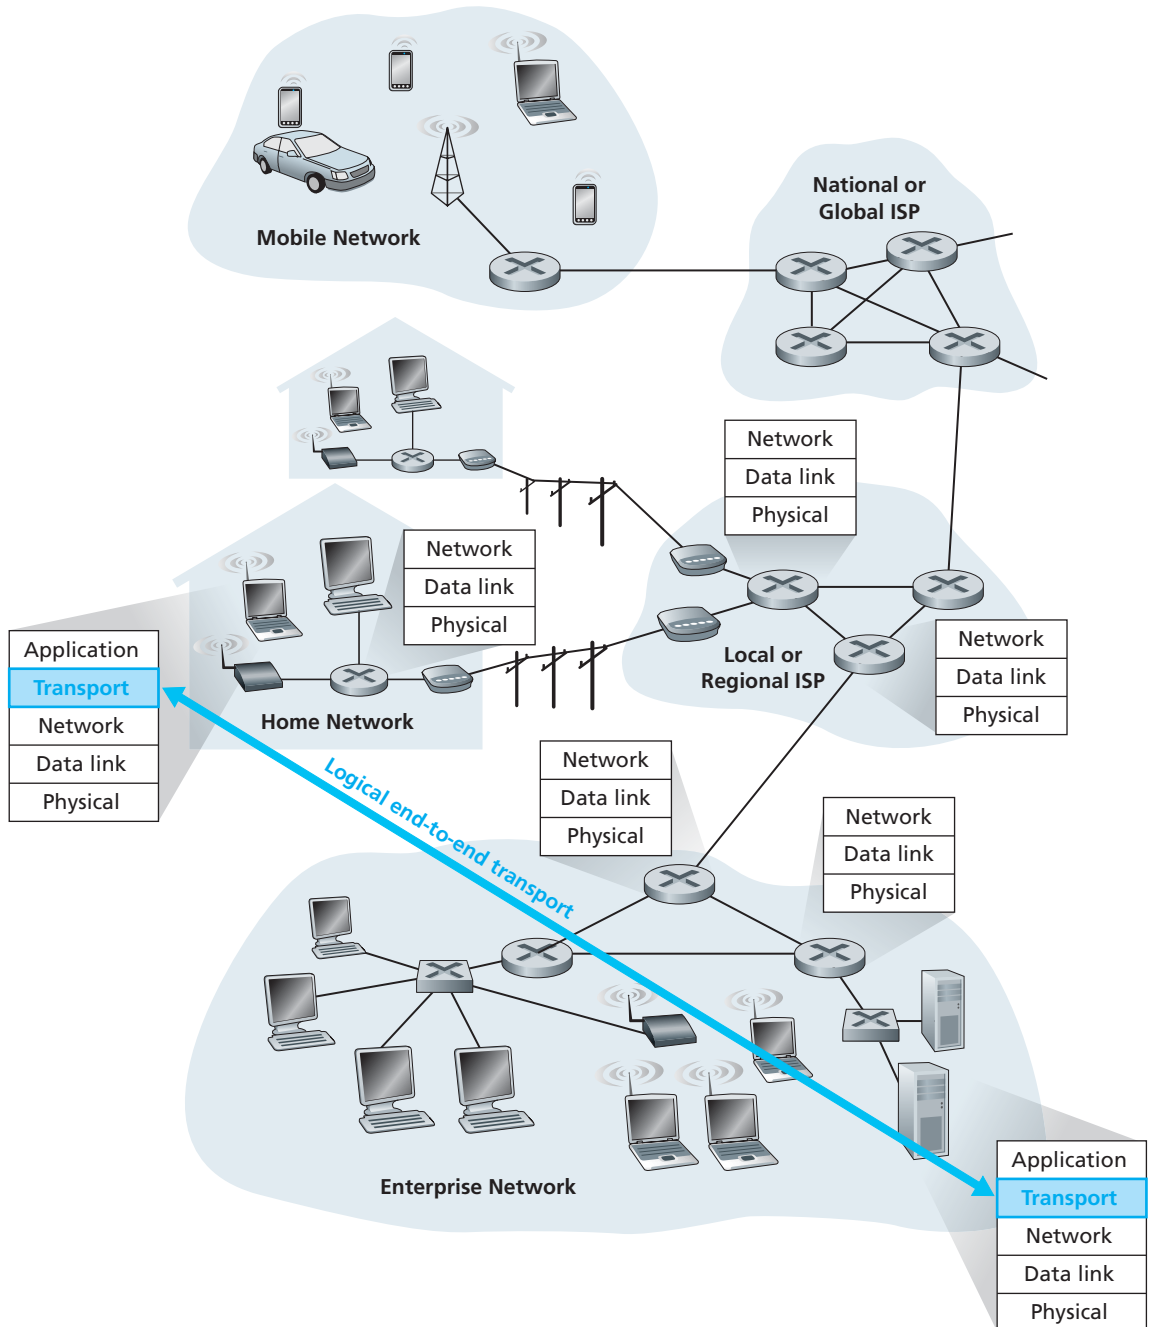 National or
Global ISP
Mobile Network
Network
Data link
Physical
Network
Data link
Physical
Application
Transport
Network
Data link
Physical
Home Network
Local or
Regional ISP
Network
Data link
Physical
Network
Data link
Physical
Logical end-to-end transport
Network
Data link
Physical
Enterprise Network
Application
Transport
Network
Data link
Physical